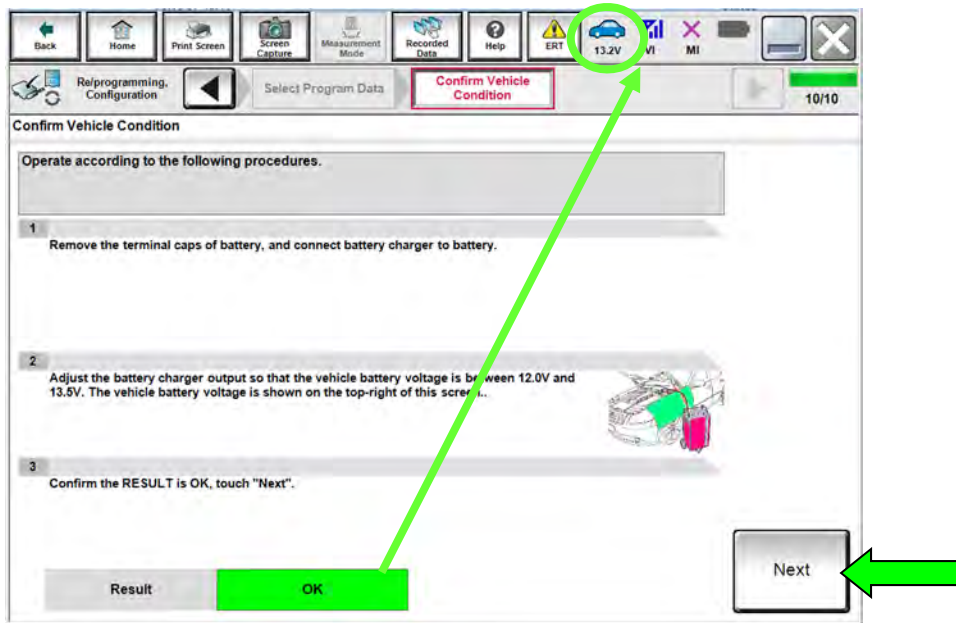 Back
Home
Print Screen
Screen
Capture
Measurement
Mode
Recorded
Data
Help
ERT
13.2V
VI
MI
Re/programming,
Configuration
Select Program Data
Confirm Vehicle
Condition
10/10
Confirm Vehicle Condition
Operate according to the following procedures.
1
Remove the terminal caps of battery, and connect battery charger to battery.
2
Adjust the battery charger output so that the vehicle battery voltage is between 12.0V and
13.5V. The vehicle battery voltage is shown on the top-right of this screen..
3
Confirm the RESULT is OK, touch "Next".
Result
OK
Next